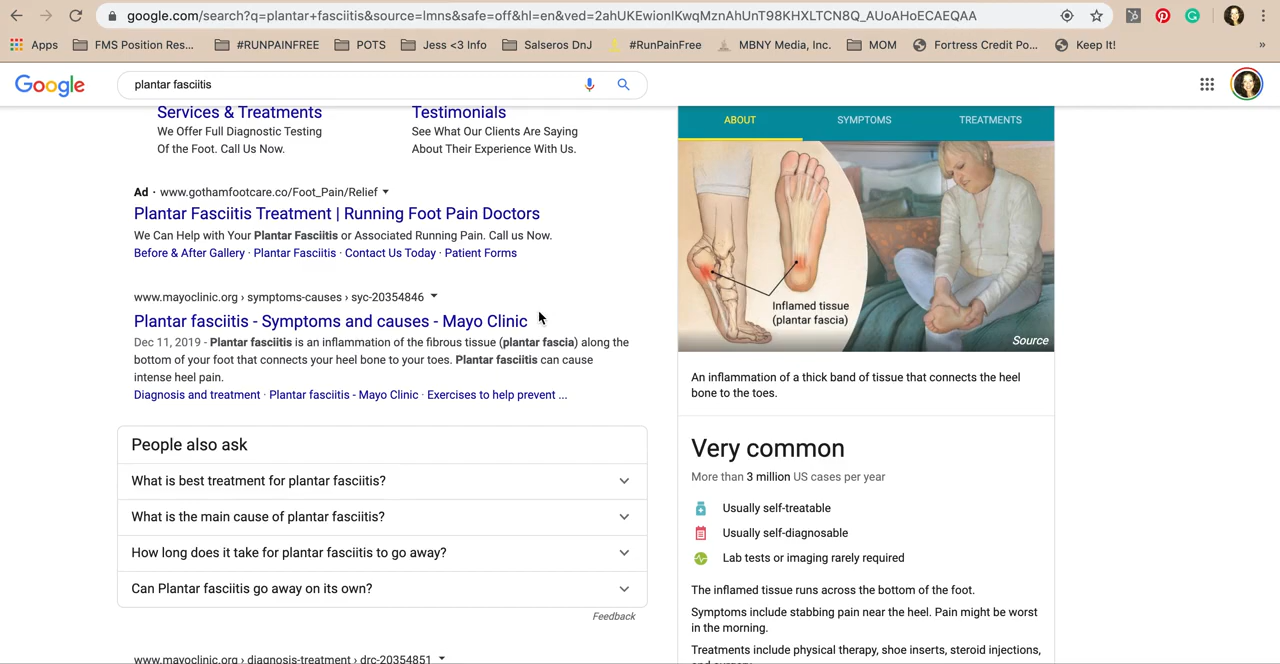 google.com/search?q=plantar+fasciitis&source=lmns&safe=off&hl=en&ved=2ahUKEwionIKwqMznAhUnT98KHXLTCN8Q_AUoAHoECAEQAA
Apps FMS Position Res... #RUNPAINFREE POTS Jess <3 Info Salseros DnJ #RunPainFree MBNY Media, Inc. MOM Fortress Credit Po... Keep It! »
Google plantar fasciitis
Services & Treatments Testimonials
We Offer Full Diagnostic Testing See What Our Clients Are Saying
Of the Foot. Call Us Now. About Their Experience With Us.
Ad · www.gothamfootcare.co/Foot_Pain/Relief
Plantar Fasciitis Treatment | Running Foot Pain Doctors
We Can Help with Your Plantar Fasciitis or Associated Running Pain. Call us Now.
Before & After Gallery · Plantar Fasciitis · Contact Us Today · Patient Forms
www.mayoclinic.org › symptoms-causes › syc-20354846
Plantar fasciitis - Symptoms and causes - Mayo Clinic
Dec 11, 2019 - Plantar fasciitis is an inflammation of the fibrous tissue (plantar fascia) along the
bottom of your foot that connects your heel bone to your toes. Plantar fasciitis can cause
intense heel pain.
Diagnosis and treatment · Plantar fasciitis - Mayo Clinic · Exercises to help prevent ...
People also ask
What is best treatment for plantar fasciitis?
What is the main cause of plantar fasciitis?
How long does it take for plantar fasciitis to go away?
Can Plantar fasciitis go away on its own?
Feedback
www.mayoclinic.org › diagnosis-treatment › drc-20354851
ABOUT SYMPTOMS TREATMENTS
Inflamed tissue
(plantar fascia)
Source
An inflammation of a thick band of tissue that connects the heel
bone to the toes.
Very common
More than 3 million US cases per year
Usually self-treatable
Usually self-diagnosable
Lab tests or imaging rarely required
The inflamed tissue runs across the bottom of the foot.
Symptoms include stabbing pain near the heel. Pain might be worst
in the morning.
Treatments include physical therapy, shoe inserts, steroid injections,
and surgery.